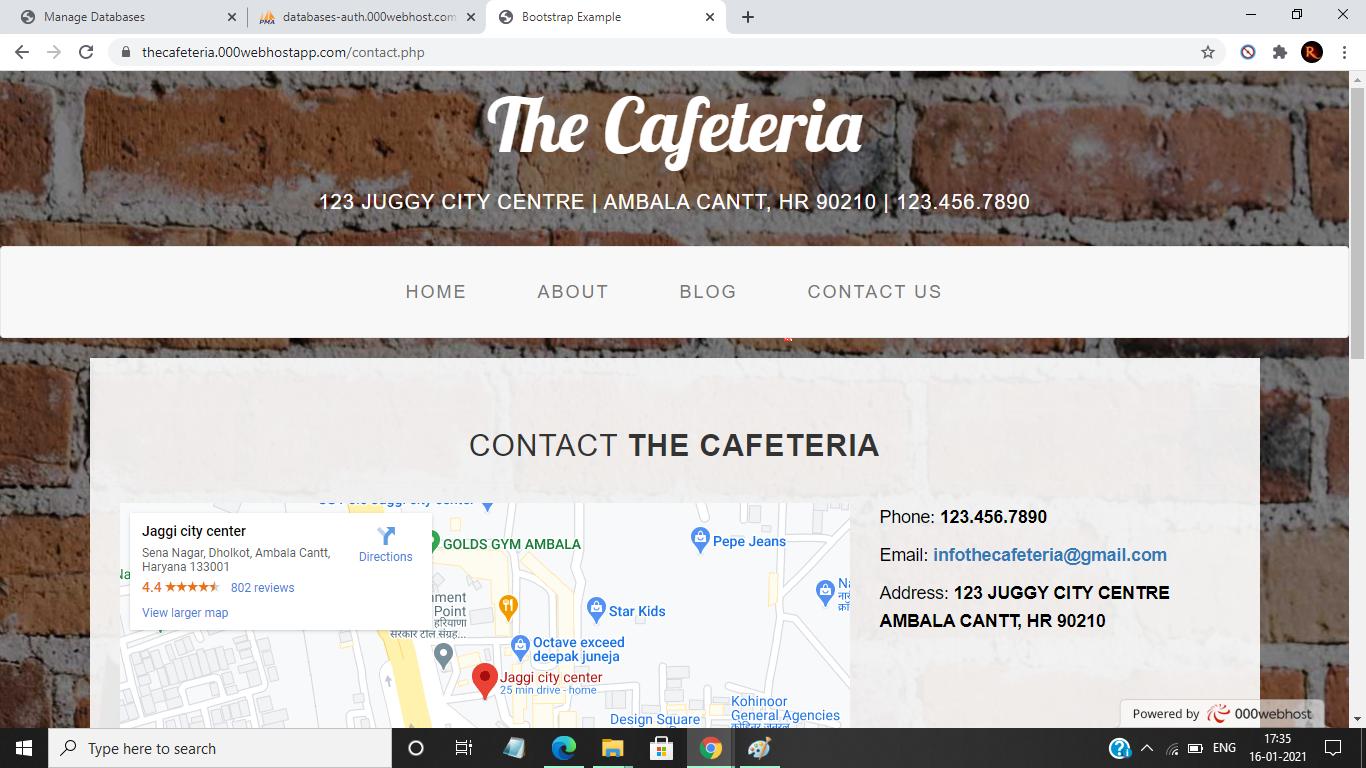 Manage Databases
databases-auth.000webhost.com
Bootstrap Example
thecafeteria.000webhostapp.com/contact.php
The Cafeteria
123 JUGGY CITY CENTRE | AMBALA CANTT, HR 90210 | 123.456.7890
HOME ABOUT BLOG CONTACT US
CONTACT THE CAFETERIA
Jaggi city center
Sena Nagar, Dholkot, Ambala Cantt,
Haryana 133001
Directions
4.4 802 reviews
View larger map
GOLDS GYM AMBALA
Pepe Jeans
Star Kids
Point
हरियाणा
Octave exceed
deepak juneja
Jaggi city center
25 min drive - home
Kohinoor
General Agencies
Design Square
Phone: 123.456.7890
Email: infothecafeteria@gmail.com
Address: 123 JUGGY CITY CENTRE
AMBALA CANTT, HR 90210
Powered by 000webhost
Type here to search
ENG
17:35
16-01-2021